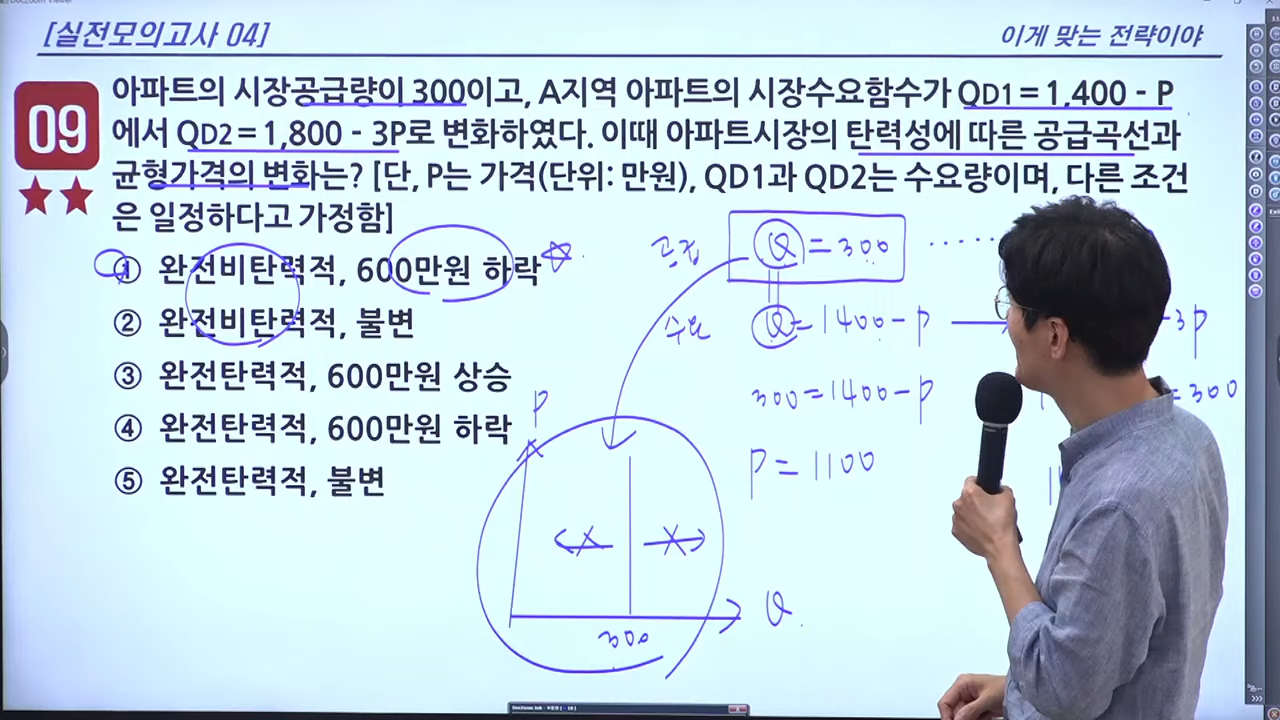 [실전모의고사 04]
이게 맞는 전략이야
09
아파트의 시장공급량이 300이고, A지역 아파트의 시장수요함수가 QD1 = 1,400 - P
에서 QD2 = 1,800 - 3P로 변화하였다. 이때 아파트시장의 탄력성에 따른 공급곡선과
균형가격의 변화는? [단, P는 가격(단위: 만원), QD1과 QD2는 수요량이며, 다른 조건
은 일정하다고 가정함]
① 완전비탄력적, 600만원 하락
② 완전비탄력적, 불변
③ 완전탄력적, 600만원 상승
④ 완전탄력적, 600만원 하락
⑤ 완전탄력적, 불변
공급 Q = 300
수요 Q = 1400 - P → -3P
300 = 1400 - P
= 300
P = 1100
P
Q
300